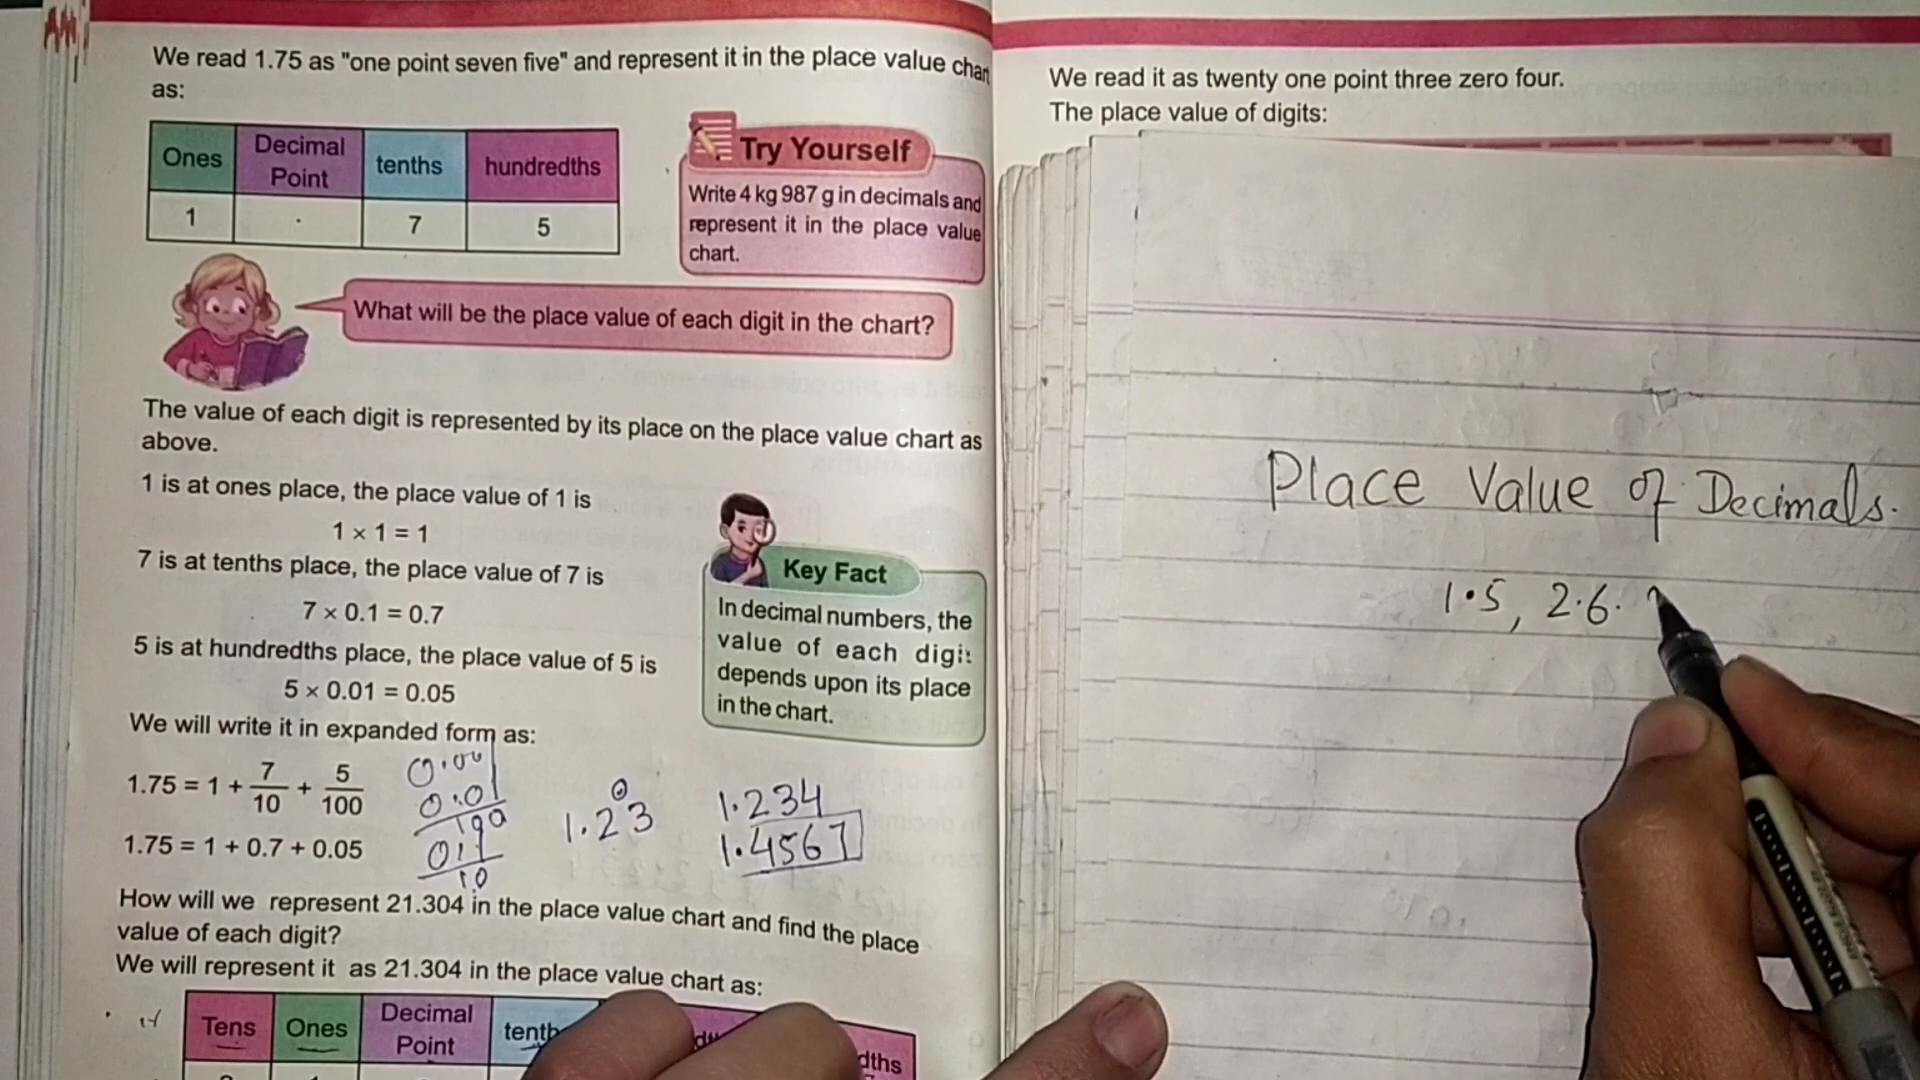 We read 1.75 as "one point seven five" and represent it in the place value chart
as:
Ones Decimal Point tenths hundredths
1 . 7 5
Try Yourself
Write 4 kg 987 g in decimals and
represent it in the place value
chart.
What will be the place value of each digit in the chart?
The value of each digit is represented by its place on the place value chart as
above.
1 is at ones place, the place value of 1 is
1 × 1 = 1
7 is at tenths place, the place value of 7 is
7 × 0.1 = 0.7
5 is at hundredths place, the place value of 5 is
5 × 0.01 = 0.05
Key Fact
In decimal numbers, the
value of each digit
depends upon its place
in the chart.
We will write it in expanded form as:
1.75 = 1 + 7/10 + 5/100
1.75 = 1 + 0.7 + 0.05
0.01
1.23
1.234
1.4567
How will we represent 21.304 in the place value chart and find the place
value of each digit?
We will represent it as 21.304 in the place value chart as:
Tens Ones Decimal Point
We read it as twenty one point three zero four.
The place value of digits:
Place Value of Decimals.
1.5, 2.6.